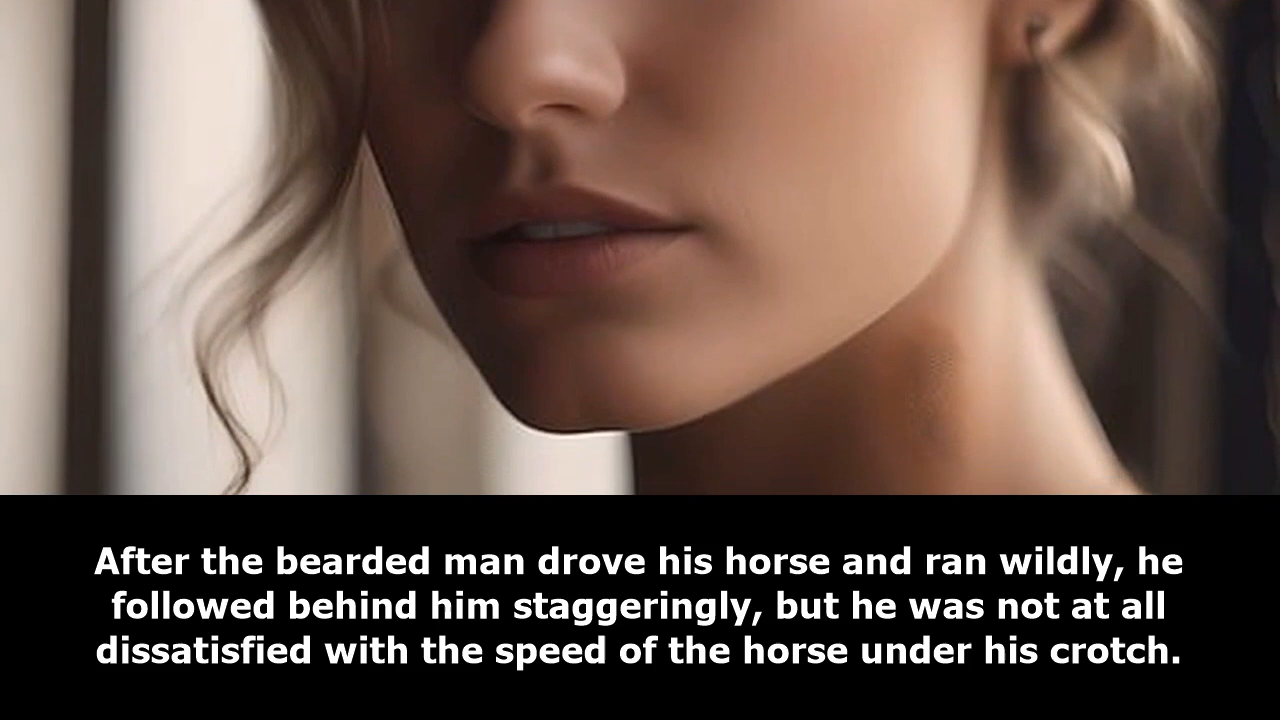 After the bearded man drove his horse and ran wildly, he
followed behind him staggeringly, but he was not at all
dissatisfied with the speed of the horse under his crotch.